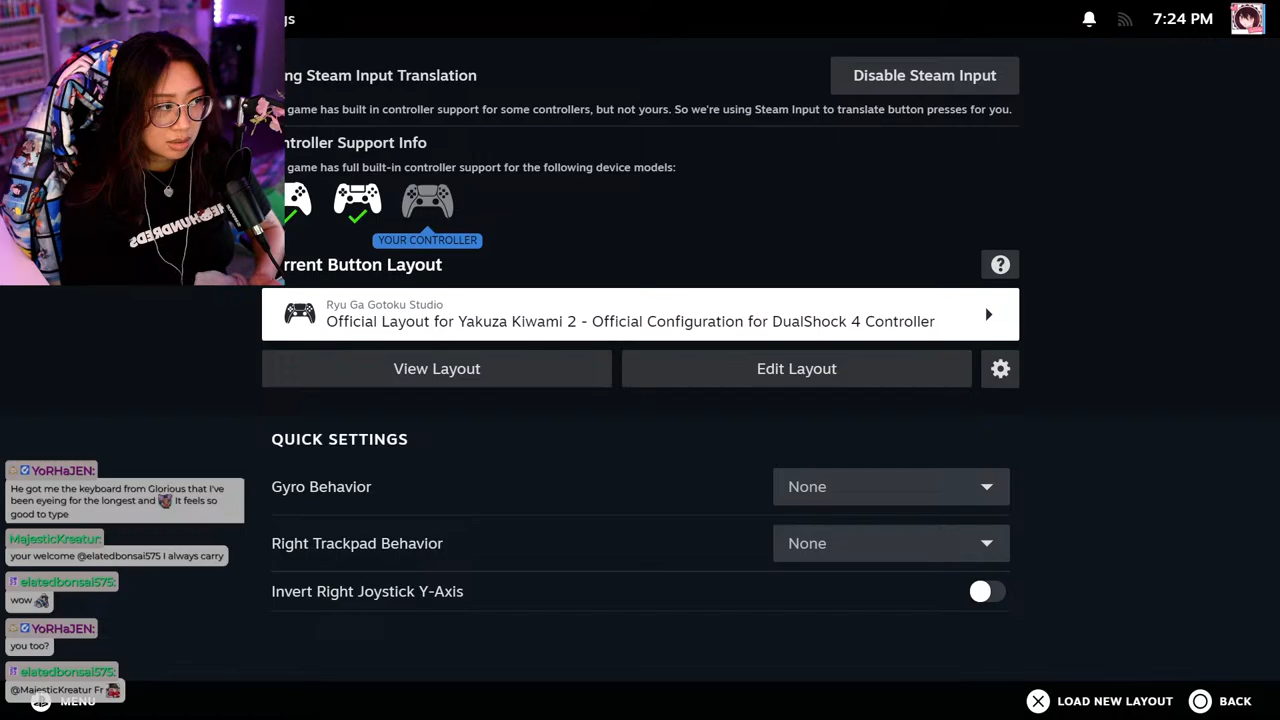 gs
7:24 PM
ng Steam Input Translation
Disable Steam Input
game has built in controller support for some controllers, but not yours. So we're using Steam Input to translate button presses for you.
ntroller Support Info
game has full built-in controller support for the following device models:
YOUR CONTROLLER
rrent Button Layout
Ryu Ga Gotoku Studio
Official Layout for Yakuza Kiwami 2 - Official Configuration for DualShock 4 Controller
View Layout
Edit Layout
QUICK SETTINGS
Gyro Behavior
None
Right Trackpad Behavior
None
Invert Right Joystick Y-Axis
YoRHaJEN:
He got me the keyboard from Glorious that I've
been eyeing for the longest and It feels so
good to type
MajesticKreatur:
your welcome @elatedbonsai575 I always carry
elatedbonsai575:
wow
YoRHaJEN:
you too?
elatedbonsai575:
@MajesticKreatur Fr
MENU
LOAD NEW LAYOUT
BACK